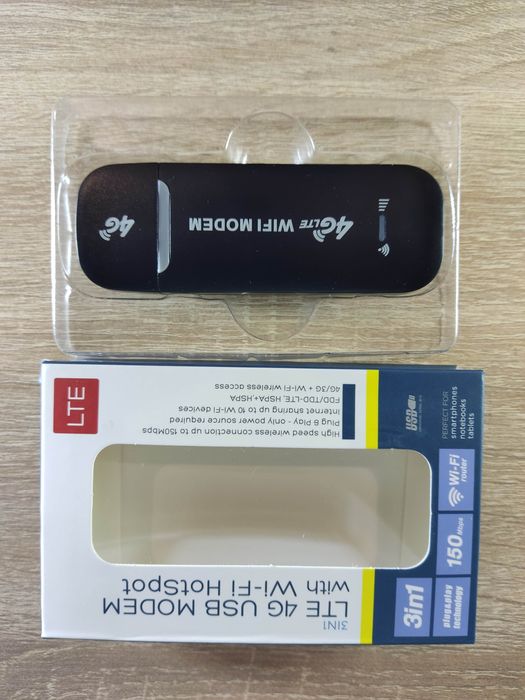 4G
4G LTE WIFI MODEM
3IN1
LTE 4G USB MODEM
with Wi-Fi HotSpot
High speed wireless connection up to 150Mbps
Plug & Play - only - power source required
Internet sharing up to 10 Wi-Fi devices
FDD/TDD-LTE, HSPA+,HSPA
4G/3G + Wi-Fi wireless access
LTE
3in1
plug&play
technology
150 Mbps
Wi-Fi
router
PERFECT FOR
smartphones
notebooks
tablets